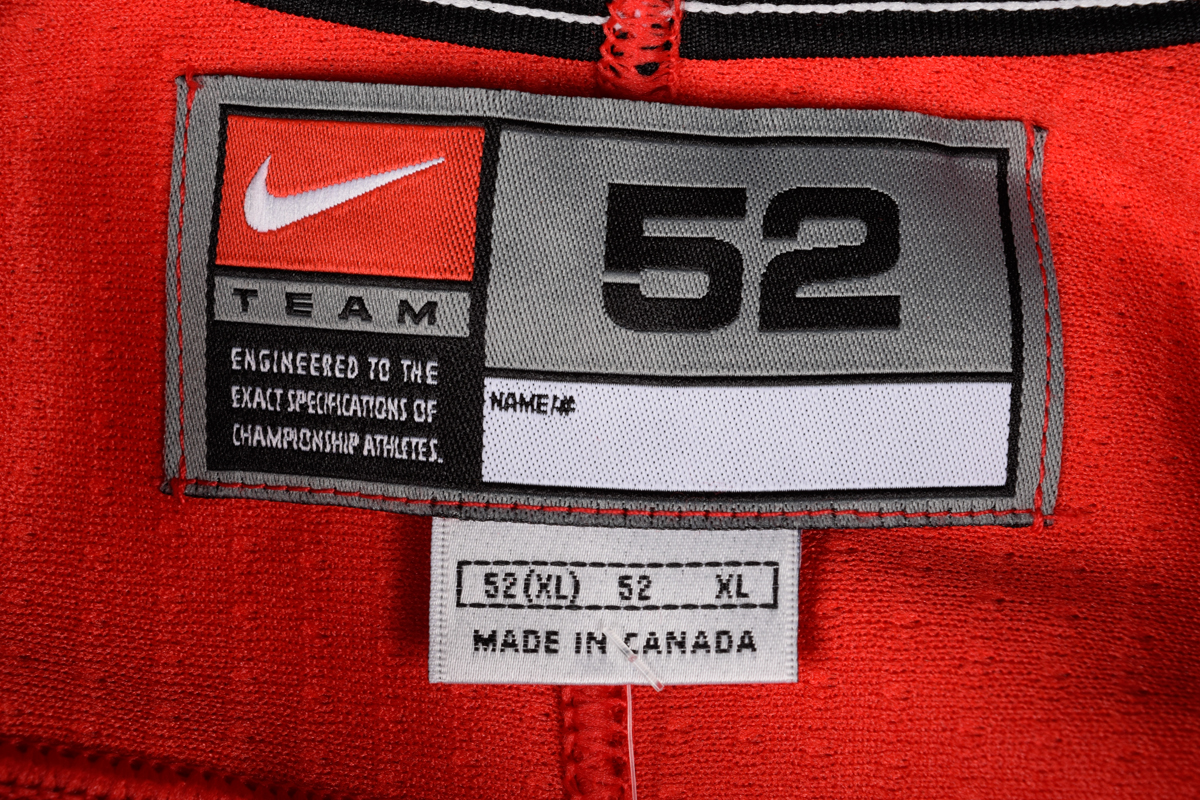 TEAM
ENGINEERED TO THE
EXACT SPECIFICATIONS OF
CHAMPIONSHIP ATHLETES.
52
NAME/#
52(XL) 52 XL
MADE IN CANADA